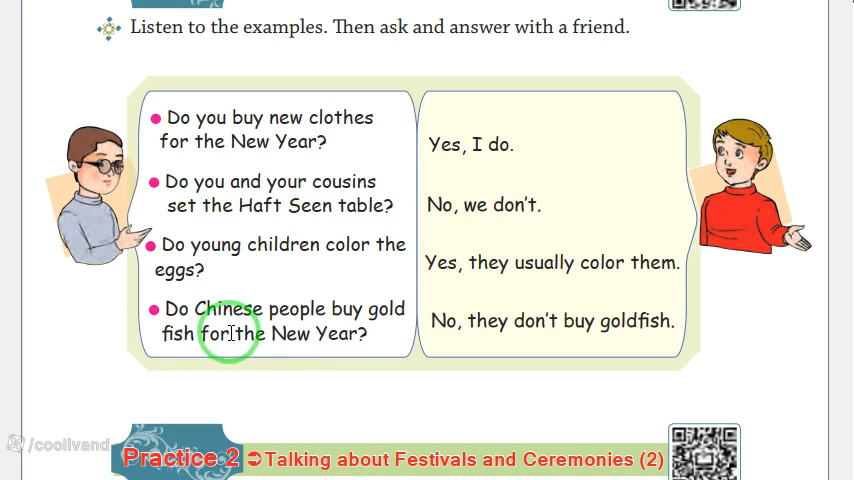 Listen to the examples. Then ask and answer with a friend.
Do you buy new clothes
for the New Year?
Yes, I do.
Do you and your cousins
set the Haft Seen table?
No, we don't.
Do young children color the
eggs?
Yes, they usually color them.
Do Chinese people buy gold
fish for the New Year?
No, they don't buy goldfish.
/coolivand
Practice 2 ➲ Talking about Festivals and Ceremonies (2)